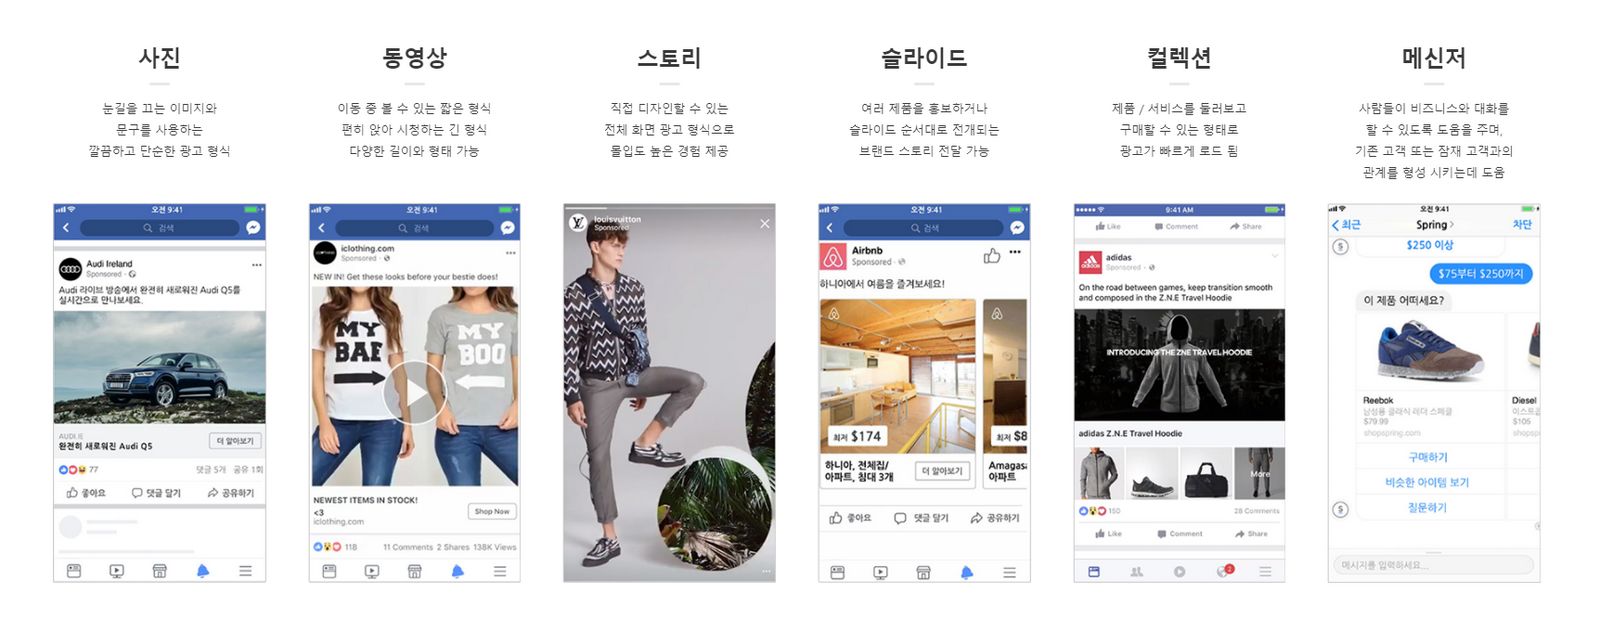 사진
눈길을 끄는 이미지와
문구를 사용하는
깔끔하고 단순한 광고 형식
동영상
이동 중 볼 수 있는 짧은 형식
편히 앉아 시청하는 긴 형식
다양한 길이와 형태 가능
스토리
직접 디자인할 수 있는
전체 화면 광고 형식으로
몰입도 높은 경험 제공
슬라이드
여러 제품을 홍보하거나
슬라이드 순서대로 전개되는
브랜드 스토리 전달 가능
컬렉션
제품 / 서비스를 둘러보고
구매할 수 있는 형태로
광고가 빠르게 로드 됨
메신저
사람들이 비즈니스와 대화를
할 수 있도록 도움을 주며,
기존 고객 또는 잠재 고객과의
관계를 형성 시키는데 도움
오전 9:41
검색
Audi Ireland
Sponsored ·
Audi 라이브 방송에서 완전히 새로워진 Audi Q5를
실시간으로 만나보세요.
AUDI.IE
완전히 새로워진 Audi Q5
더 알아보기
77
댓글 5개 공유 1회
좋아요
댓글 달기
공유하기
오전 9:41
검색
iclothing.com
Sponsored ·
NEW IN! Get these looks before your bestie does!
MY
BAE
MY
BOO
NEWEST ITEMS IN STOCK!
<3
iclothing.com
Shop Now
118
11 Comments 2 Shares 138K Views
louisvuitton
Sponsored
오전 9:41
검색
Airbnb
Sponsored ·
하니아에서 여름을 즐겨보세요!
최저 $174
최저 $8
하니아, 전체집/
아파트, 침대 3개
더 알아보기
Amagasa
아파트
좋아요
댓글 달기
공유하기
9:41 AM
Like
Comment
Share
adidas
Sponsored ·
On the road between games, keep transition smooth
and composed in the Z.N.E Travel Hoodie
INTRODUCING THE ZNE TRAVEL HOODIE
adidas Z.N.E Travel Hoodie
More
150
28 Comments
Like
Comment
Share
2
오전 9:41
최근
Spring
차단
$250 이상
$75부터 $250까지
이 제품 어떠세요?
Reebok
남성용 클래식 레더 스페클
$79.99
shopspring.com
Diesel
이스트콥
$105
shopsp
구매하기
비슷한 아이템 보기
질문하기
메시지를 입력하세요...